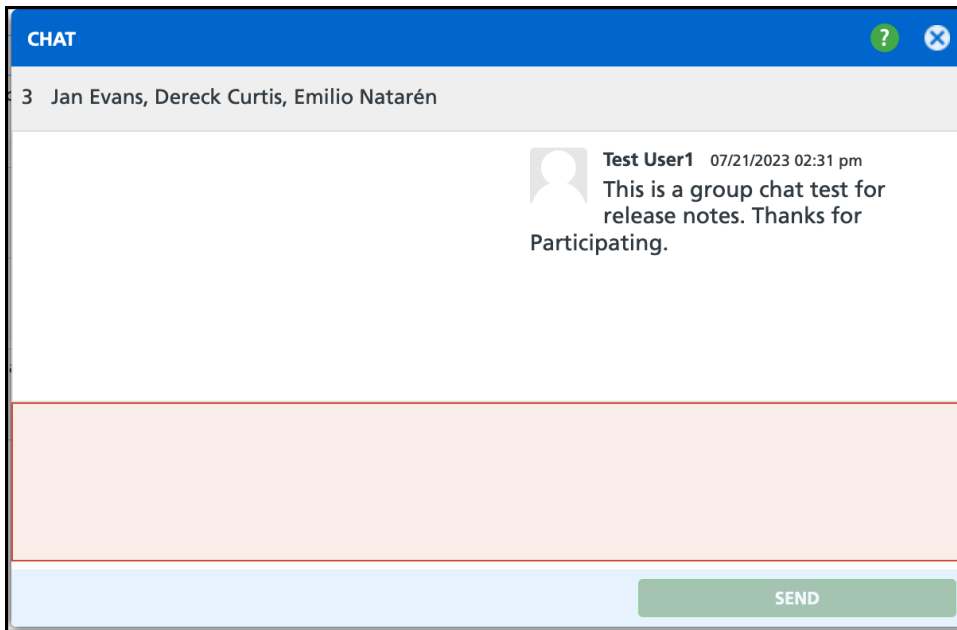 CHAT
?
3 Jan Evans, Dereck Curtis, Emilio Natarén
Test User1 07/21/2023 02:31 pm
This is a group chat test for
release notes. Thanks for
Participating.
SEND